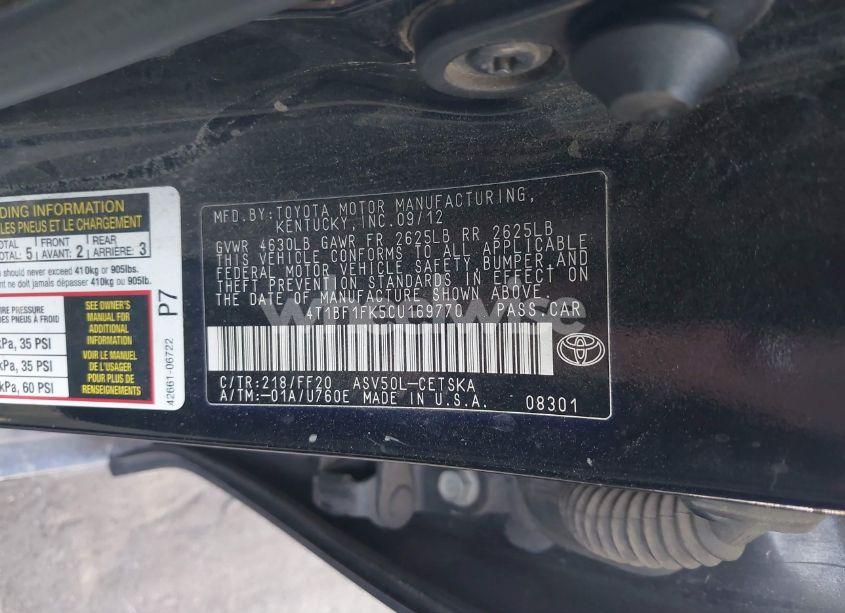 DING INFORMATION
LES PNEUS ET LE CHARGEMENT
TOTAL 5 FRONT AVANT: 2 REAR ARRIÈRE: 3
should never exceed 410kg or 905lbs.
ne doit jamais dépasser 410kg ou 905lb.
PRESSURE
PNEUS À FROID
kPa, 35 PSI
kPa, 35 PSI
kPa, 60 PSI
SEE OWNER'S
MANUAL FOR
ADDITIONAL
INFORMATION
VOIR LE MANUEL
DE L'USAGER
POUR PLUS DE
RENSEIGNEMENTS
P7
42661-06722
MFD.BY:TOYOTA MOTOR MANUFACTURING,
KENTUCKY,INC.09/12
GVWR 4630LB GAWR FR 2625LB RR 2625LB
THIS VEHICLE CONFORMS TO ALL APPLICABLE
FEDERAL MOTOR VEHICLE SAFETY,BUMPER,AND
THEFT PREVENTION STANDARDS IN EFFECT ON
THE DATE OF MANUFACTURE SHOWN ABOVE.
4T1BF1FK5CU169770 PASS.CAR
C/TR:218/FF20 ASV50L-CETSKA
A/TM:-01A/U760E MADE IN U.S.A. 08301
wheelwise